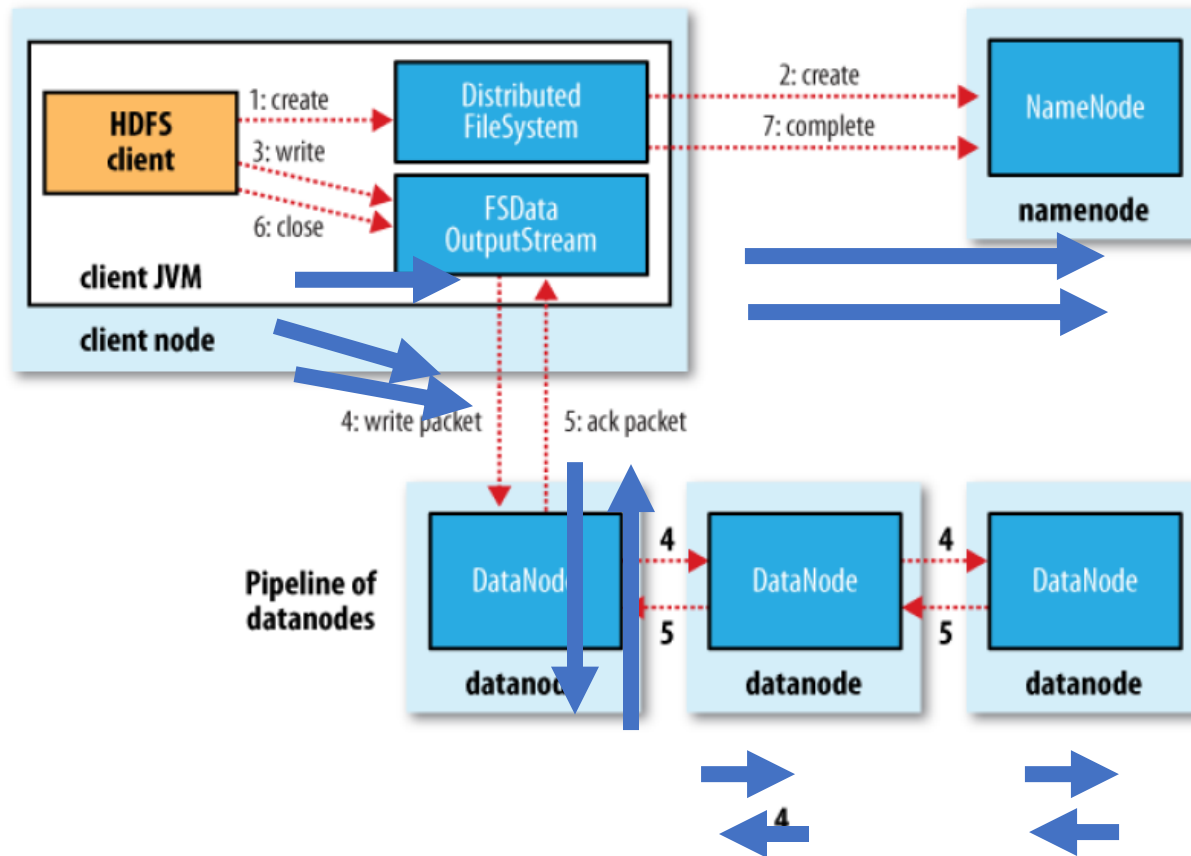 HDFS
client
1: create
3: write
6: close
Distributed
FileSystem
FSData
OutputStream
client JVM
client node
2: create
7: complete
NameNode
namenode
4: write packet
5: ack packet
Pipeline of
datanodes
DataNode
4
DataNode
4
DataNode
5
5
datanode
datanode
datanode
4